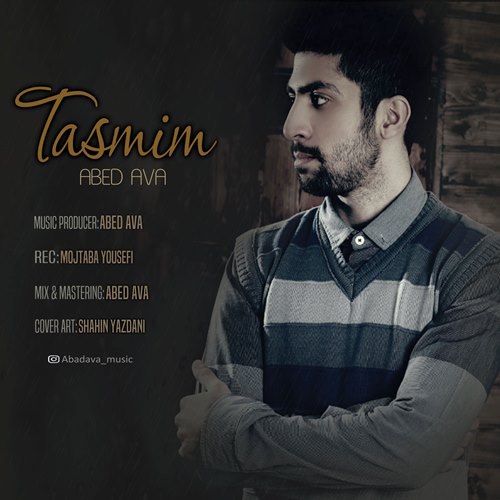 Tasmim
ABED AVA
MUSIC PRODUCER: ABED AVA
REC: MOJTABA YOUSEFI
MIX & MASTERING: ABED AVA
COVER ART: SHAHIN YAZDANI
Abadava_music